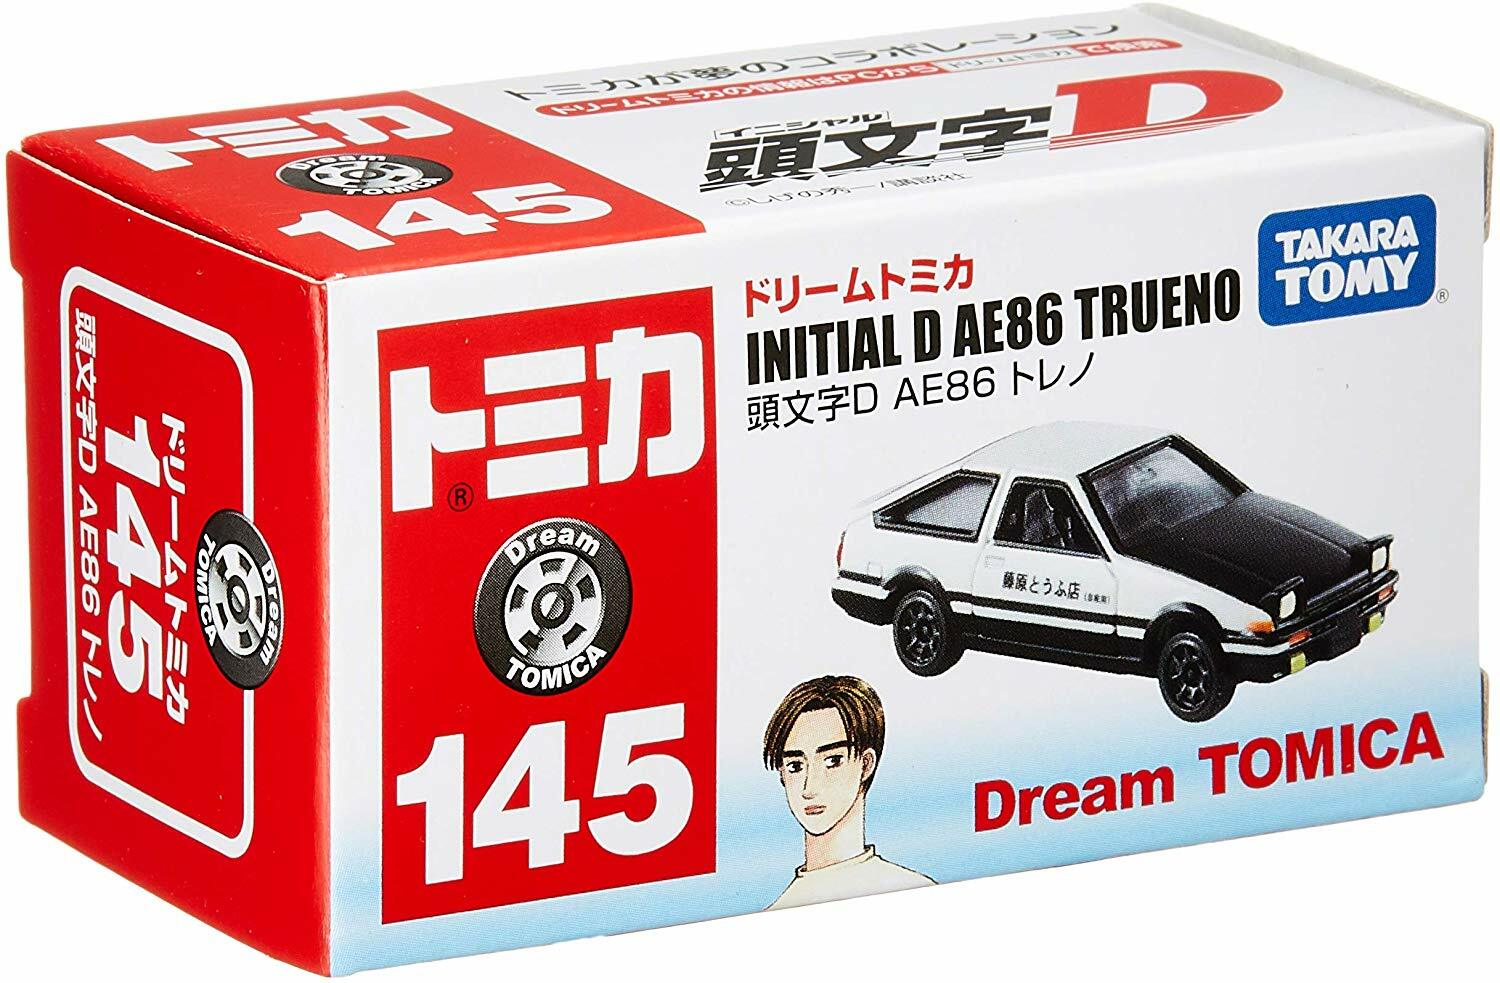 トミカが夢のコラボレーション
ドリームトミカの情報はPCから ドリームトミカ で検索
トミカ
Dream
TOMICA
145
[イニシャル]
頭文字D
©しげの秀一/講談社
ドリームトミカ
145
頭文字D AE86 トレノ
Dream
TOMICA
トミカ
®
Dream
TOMICA
145
ドリームトミカ
INITIAL D AE86 TRUENO
頭文字D AE86 トレノ
TAKARA
TOMY
®
藤原とうふ店(自家用)
Dream TOMICA